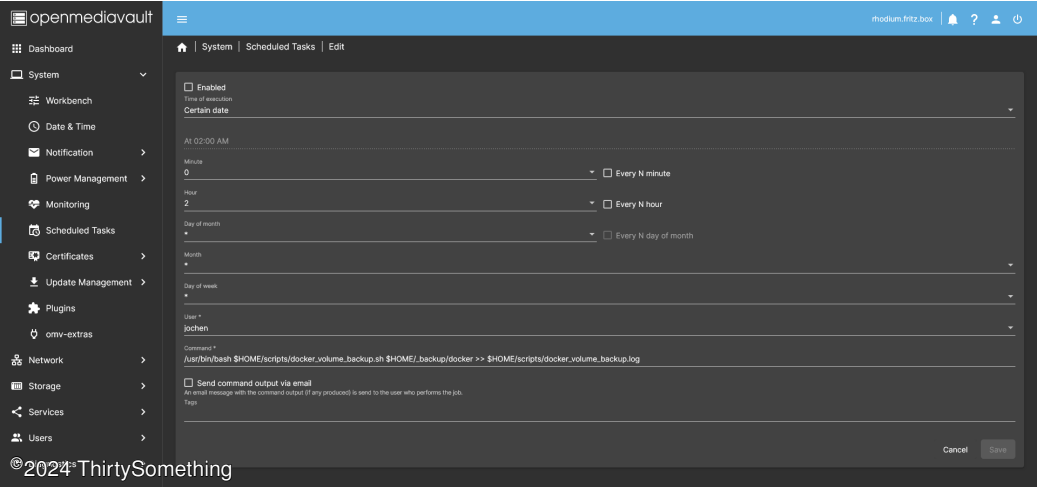 openmediavault
rhodium.fritz.box
Dashboard
System
Workbench
Date & Time
Notification
Power Management
Monitoring
Scheduled Tasks
Certificates
Update Management
Plugins
omv-extras
Network
Storage
Services
Users
Diagnostics
System | Scheduled Tasks | Edit
Enabled
Time of execution
Certain date
At 02:00 AM
Minute
0
Every N minute
Hour
2
Every N hour
Day of month
*
Every N day of month
Month
*
Day of week
*
User *
jochen
Command *
/usr/bin/bash $HOME/scripts/docker_volume_backup.sh $HOME/_backup/docker >> $HOME/scripts/docker_volume_backup.log
Send command output via email
An email message with the command output (if any produced) is send to the user who performs the job.
Tags
Cancel
Save
©2024 ThirtySomething